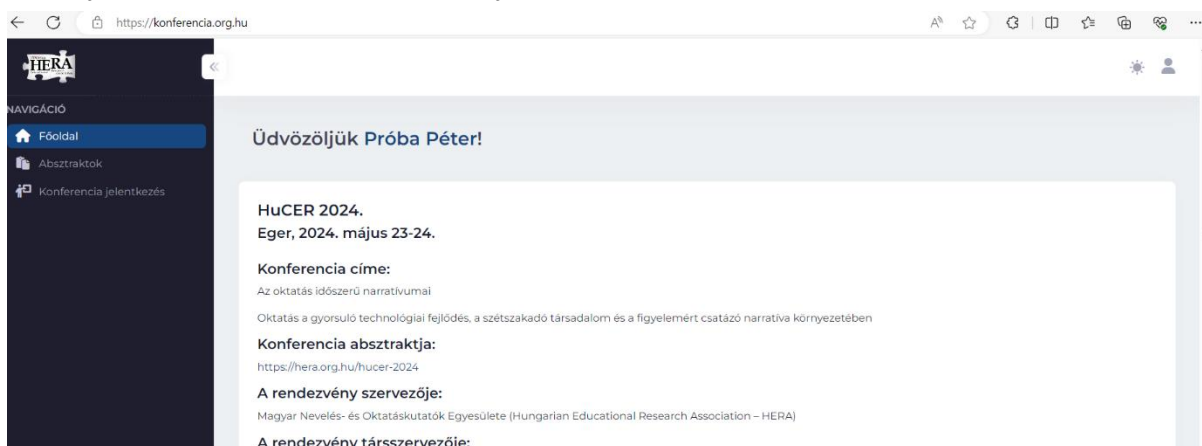 https://konferencia.org.hu
HERA
NAVIGÁCIÓ
Főoldal
Absztraktok
Konferencia jelentkezés
Üdvözöljük Próba Péter!
HuCER 2024.
Eger, 2024. május 23-24.
Konferencia címe:
Az oktatás időszerű narratívumai
Oktatás a gyorsuló technológiai fejlődés, a szétszakadó társadalom és a figyelemért csatázó narratíva környezetében
Konferencia absztraktja:
https://hera.org.hu/hucer-2024
A rendezvény szervezője:
Magyar Nevelés- és Oktatáskutatók Egyesülete (Hungarian Educational Research Association – HERA)
A rendezvény társszervezője: